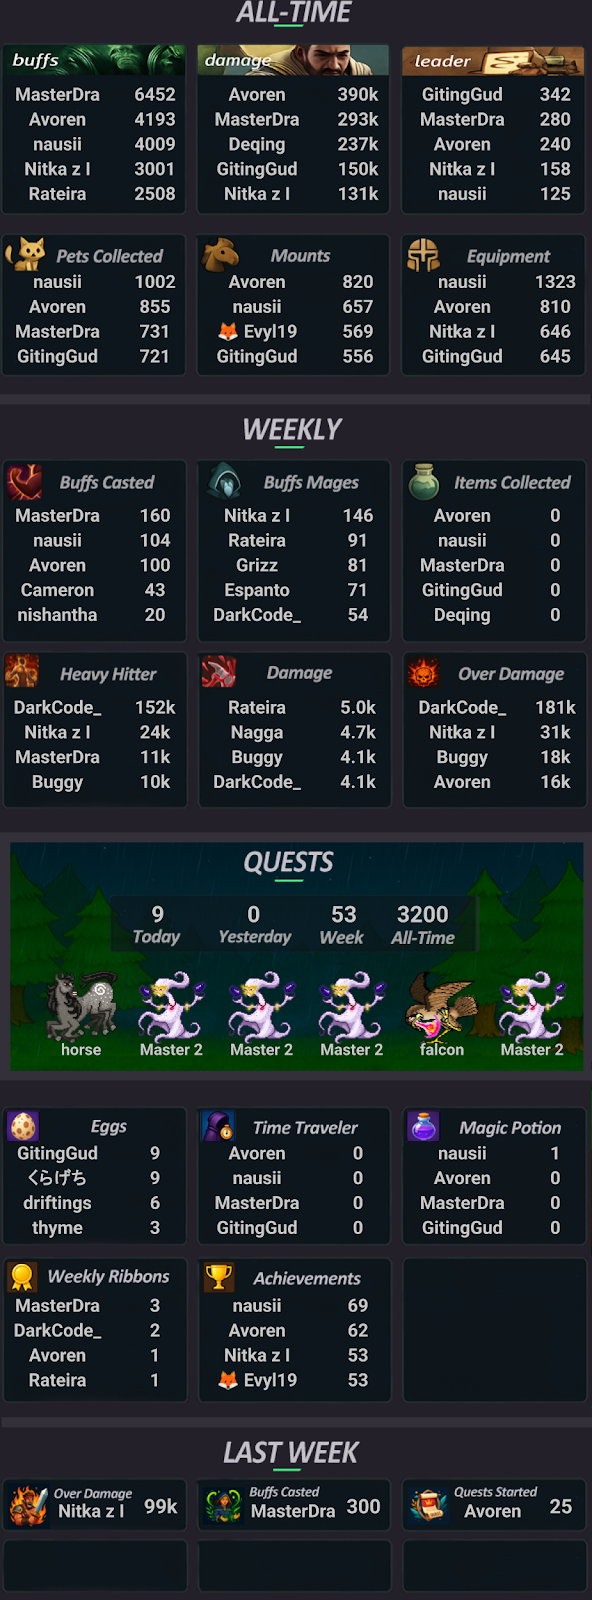 ALL-TIME
buffs
MasterDra 6452
Avoren 4193
nausii 4009
Nitka z l 3001
Rateira 2508
damage
Avoren 390k
MasterDra 293k
Deqing 237k
GitingGud 150k
Nitka z l 131k
leader
GitingGud 342
MasterDra 280
Avoren 240
Nitka z l 158
nausii 125
Pets Collected
nausii 1002
Avoren 855
MasterDra 731
GitingGud 721
Mounts
Avoren 820
nausii 657
🦊 Evyl19 569
GitingGud 556
Equipment
nausii 1323
Avoren 810
Nitka z l 646
GitingGud 645
WEEKLY
Buffs Casted
MasterDra 160
nausii 104
Avoren 100
Cameron 43
nishantha 20
Buffs Mages
Nitka z l 146
Rateira 91
Grizz 81
Espanto 71
DarkCode_ 54
Items Collected
Avoren 0
nausii 0
MasterDra 0
GitingGud 0
Deqing 0
Heavy Hitter
DarkCode_ 152k
Nitka z l 24k
MasterDra 11k
Buggy 10k
Damage
Rateira 5.0k
Nagga 4.7k
Buggy 4.1k
DarkCode_ 4.1k
Over Damage
DarkCode_ 181k
Nitka z l 31k
Buggy 18k
Avoren 16k
QUESTS
9 0 53 3200
Today Yesterday Week All-Time
horse Master 2 Master 2 Master 2 falcon Master 2
Eggs
GitingGud 9
くらげち 9
driftings 6
thyme 3
Time Traveler
Avoren 0
nausii 0
MasterDra 0
GitingGud 0
Magic Potion
nausii 1
Avoren 0
MasterDra 0
GitingGud 0
Weekly Ribbons
MasterDra 3
DarkCode_ 2
Avoren 1
Rateira 1
Achievements
nausii 69
Avoren 62
Nitka z l 53
🦊 Evyl19 53
LAST WEEK
Over Damage
Nitka z l 99k
Buffs Casted
MasterDra 300
Quests Started
Avoren 25